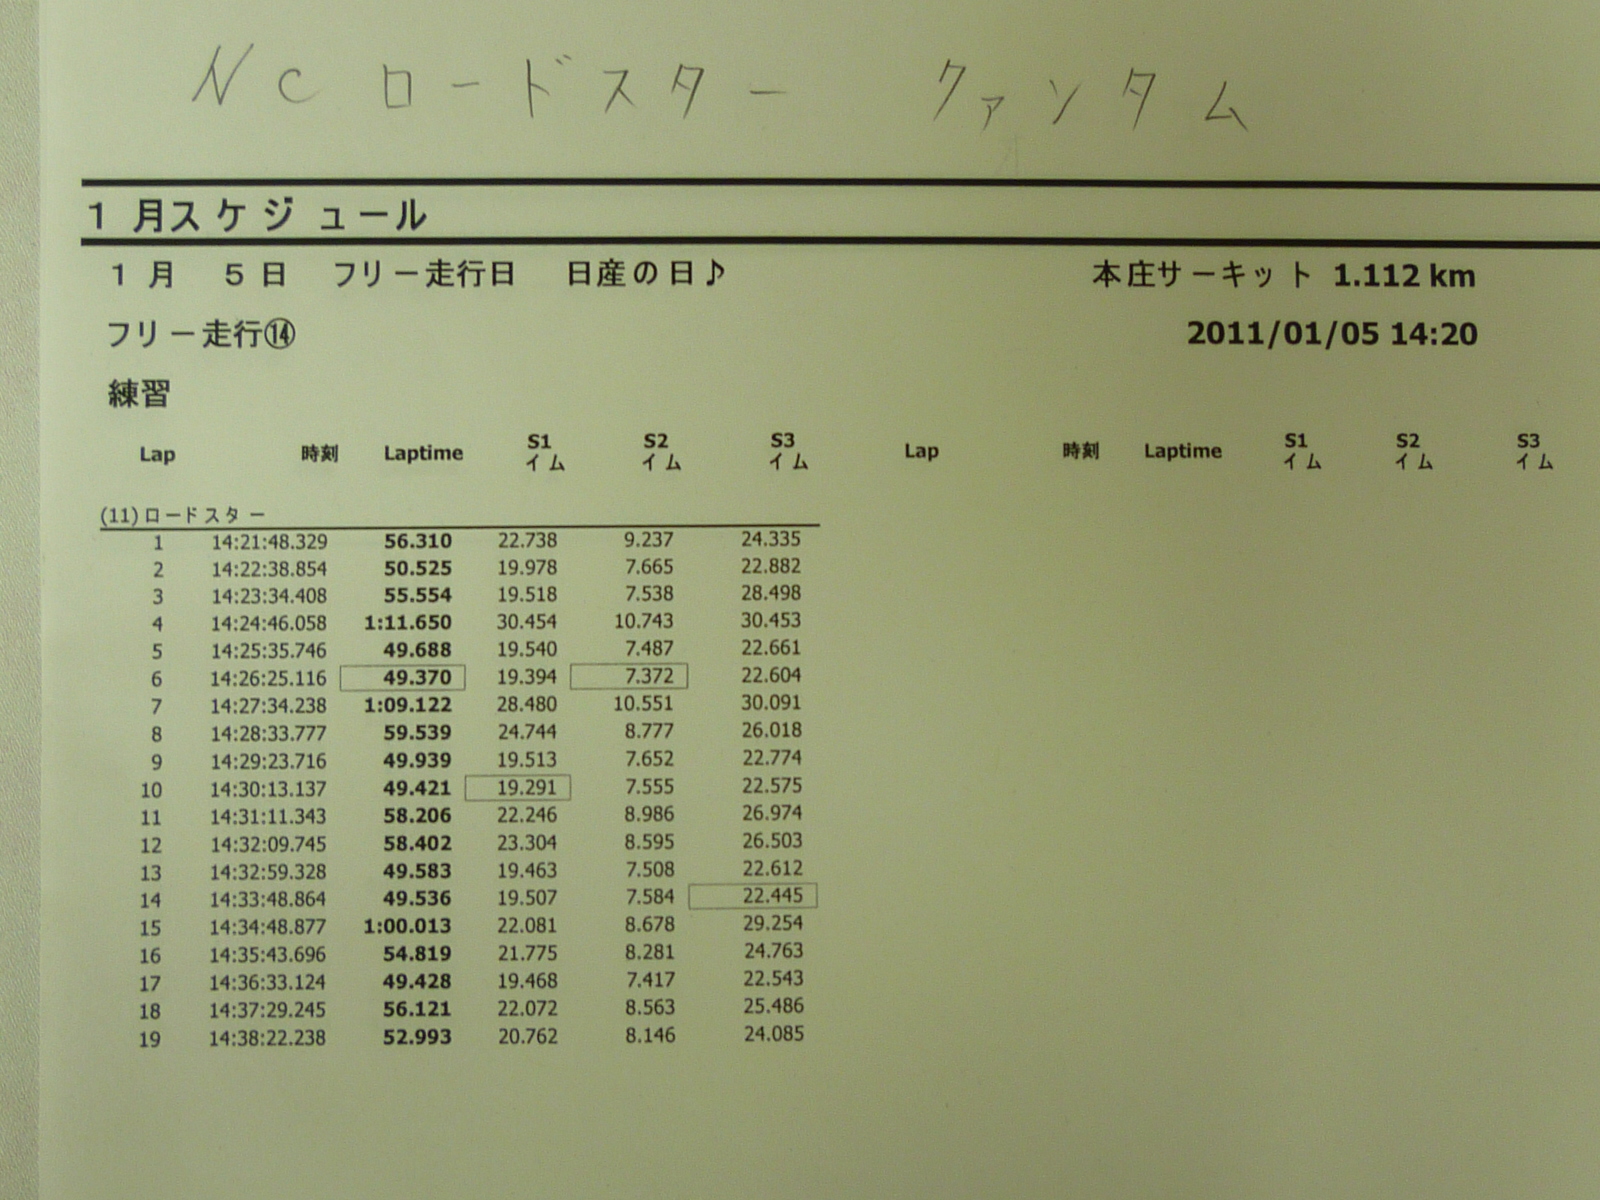 NCロードスター クァンタム
1月スケジュール
1月 5日 フリー走行日 日産の日♪ 本庄サーキット 1.112 km
フリー走行⑭ 2011/01/05 14:20
練習
Lap 時刻 Laptime S1イム S2イム S3イム Lap 時刻 Laptime S1イム S2イム S3イム
(11)ロードスター
1 14:21:48.329 56.310 22.738 9.237 24.335
2 14:22:38.854 50.525 19.978 7.665 22.882
3 14:23:34.408 55.554 19.518 7.538 28.498
4 14:24:46.058 1:11.650 30.454 10.743 30.453
5 14:25:35.746 49.688 19.540 7.487 22.661
6 14:26:25.116 49.370 19.394 7.372 22.604
7 14:27:34.238 1:09.122 28.480 10.551 30.091
8 14:28:33.777 59.539 24.744 8.777 26.018
9 14:29:23.716 49.939 19.513 7.652 22.774
10 14:30:13.137 49.421 19.291 7.555 22.575
11 14:31:11.343 58.206 22.246 8.986 26.974
12 14:32:09.745 58.402 23.304 8.595 26.503
13 14:32:59.328 49.583 19.463 7.508 22.612
14 14:33:48.864 49.536 19.507 7.584 22.445
15 14:34:48.877 1:00.013 22.081 8.678 29.254
16 14:35:43.696 54.819 21.775 8.281 24.763
17 14:36:33.124 49.428 19.468 7.417 22.543
18 14:37:29.245 56.121 22.072 8.563 25.486
19 14:38:22.238 52.993 20.762 8.146 24.085